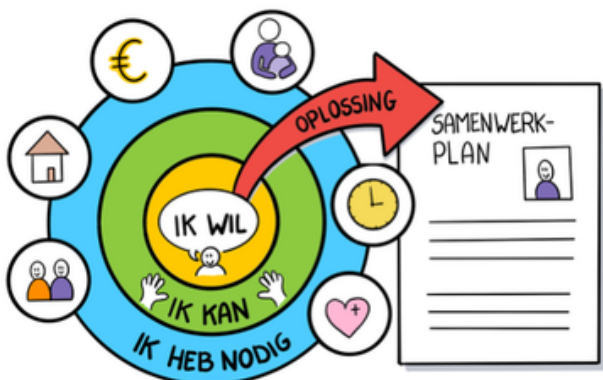 €
OPLOSSING
SAMENWERK-
PLAN
IK WIL
IK KAN
IK HEB NODIG